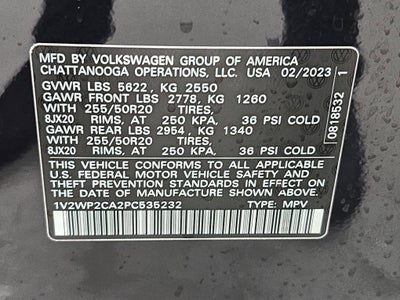 MFD BY VOLKSWAGEN GROUP OF AMERICA
CHATTANOOGA OPERATIONS, LLC. USA 02/2023
GVWR LBS 5622, KG 2550
GAWR FRONT LBS 2778, KG 1260
WITH 255/50R20 TIRES,
8JX20 RIMS, AT 250 KPA, 36 PSI COLD
GAWR REAR LBS 2954, KG 1340
WITH 255/50R20 TIRES,
8JX20 RIMS, AT 250 KPA, 36 PSI COLD
THIS VEHICLE CONFORMS TO ALL APPLICABLE
U.S. FEDERAL MOTOR VEHICLE SAFETY AND
THEFT PREVENTION STANDARDS IN EFFECT ON
THE DATE OF MANUFACTURE SHOWN ABOVE.
1V2WP2CA2PC535232 TYPE: MPV
0818532 1